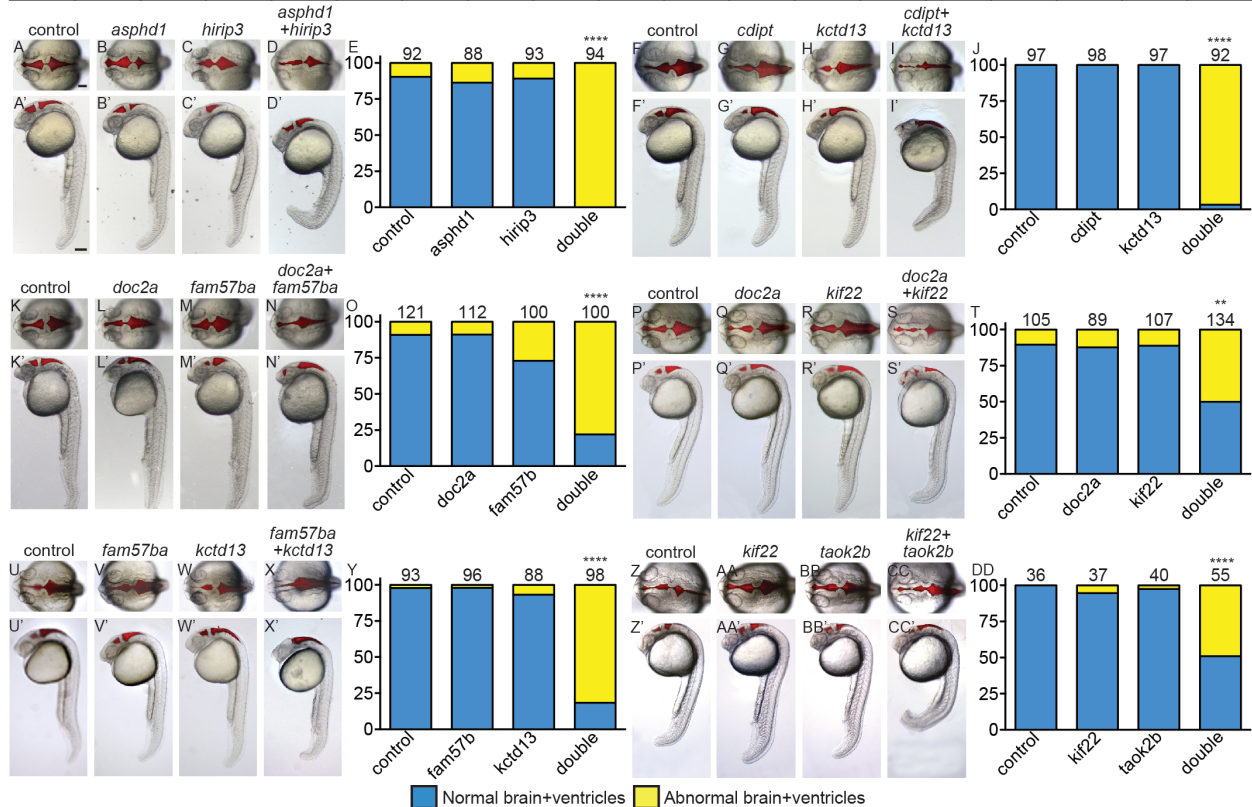 control asphd1 hirip3 asphd1
+hirip3
A B C D E
A' B' C' D'
92 88 93 94
****
100
75
50
25
0
control asphd1 hirip3 double
control cdipt kctd13 cdipt+
kctd13
F G H I J
F' G' H' I'
97 98 97 92
****
100
75
50
25
0
control cdipt kctd13 double
control doc2a fam57ba doc2a+
fam57ba
K L M N O
K' L' M' N'
121 112 100 100
****
100
75
50
25
0
control doc2a fam57b double
control doc2a kif22 doc2a
+kif22
P Q R S T
P' Q' R' S'
105 89 107 134
**
100
75
50
25
0
control doc2a kif22 double
control fam57ba kctd13 fam57ba
+kctd13
U V W X Y
U' V' W' X'
93 96 88 98
****
100
75
50
25
0
control fam57b kctd13 double
control kif22 taok2b kif22+
taok2b
Z AA BB CC DD
Z' AA' BB' CC'
36 37 40 55
****
100
75
50
25
0
control kif22 taok2b double
Normal brain+ventricles Abnormal brain+ventricles